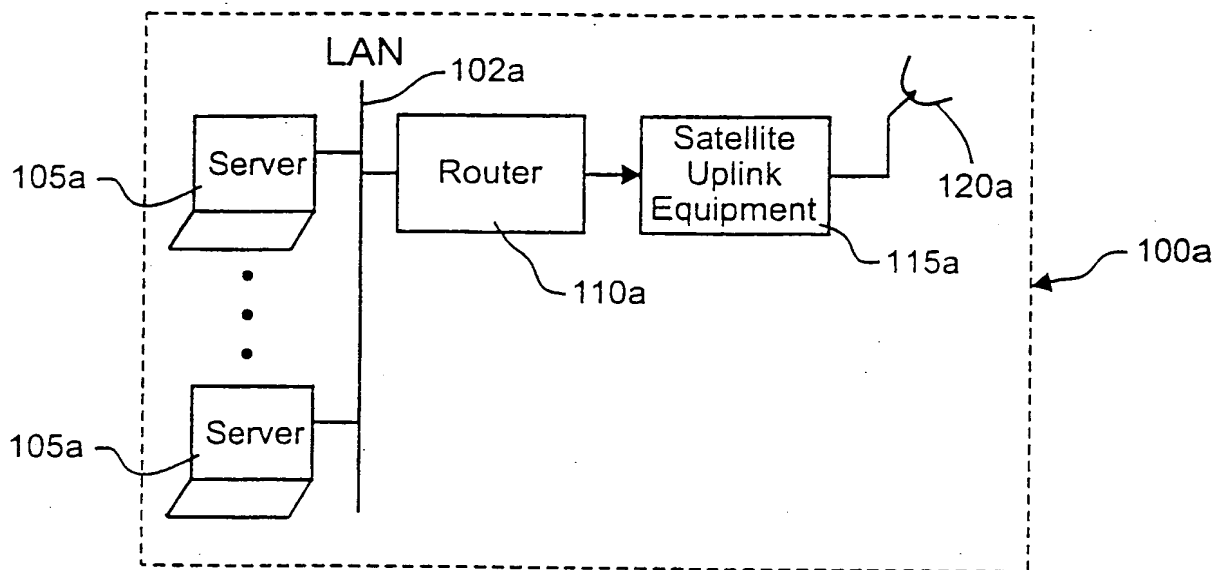 LAN
102a
Server
105a
Router
Satellite
Uplink
Equipment
120a
115a
110a
100a
Server
105a